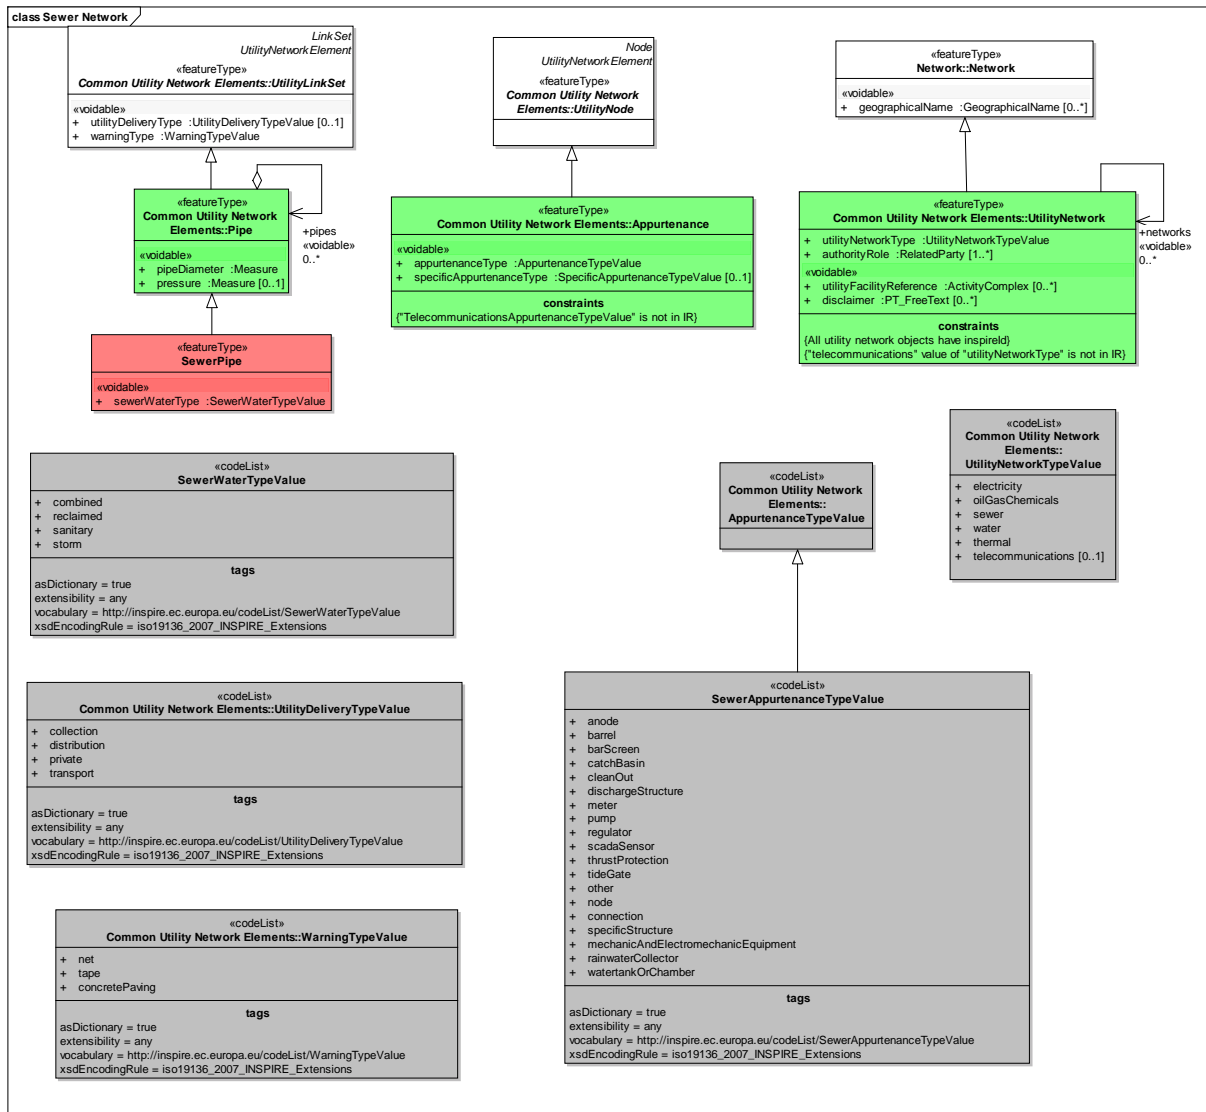 class Sewer Network
LinkSet
UtilityNetworkElement
«featureType»
Common Utility Network Elements::UtilityLinkSet
«voidable»
+ utilityDeliveryType :UtilityDeliveryTypeValue [0..1]
+ warningType :WarningTypeValue
«featureType»
Common Utility Network
Elements::Pipe
«voidable»
+ pipeDiameter :Measure
+ pressure :Measure [0..1]
+pipes
«voidable»
0..*
«featureType»
SewerPipe
«voidable»
+ sewerWaterType :SewerWaterTypeValue
Node
UtilityNetworkElement
«featureType»
Common Utility Network
Elements::UtilityNode
«featureType»
Common Utility Network Elements::Appurtenance
«voidable»
+ appurtenanceType :AppurtenanceTypeValue
+ specificAppurtenanceType :SpecificAppurtenanceTypeValue [0..1]
constraints
{"TelecommunicationsAppurtenanceTypeValue" is not in IR}
«featureType»
Network::Network
«voidable»
+ geographicalName :GeographicalName [0..*]
«featureType»
Common Utility Network Elements::UtilityNetwork
+ utilityNetworkType :UtilityNetworkTypeValue
+ authorityRole :RelatedParty [1..*]
«voidable»
+ utilityFacilityReference :ActivityComplex [0..*]
+ disclaimer :PT_FreeText [0..*]
constraints
{All utility network objects have inspireId}
{"telecommunications" value of "utilityNetworkType" is not in IR}
+networks
«voidable»
0..*
«codeList»
SewerWaterTypeValue
+ combined
+ reclaimed
+ sanitary
+ storm
tags
asDictionary = true
extensibility = any
vocabulary = http://inspire.ec.europa.eu/codeList/SewerWaterTypeValue
xsdEncodingRule = iso19136_2007_INSPIRE_Extensions
«codeList»
Common Utility Network
Elements::
AppurtenanceTypeValue
«codeList»
Common Utility Network
Elements::
UtilityNetworkTypeValue
+ electricity
+ oilGasChemicals
+ sewer
+ water
+ thermal
+ telecommunications [0..1]
«codeList»
Common Utility Network Elements::UtilityDeliveryTypeValue
+ collection
+ distribution
+ private
+ transport
tags
asDictionary = true
extensibility = any
vocabulary = http://inspire.ec.europa.eu/codeList/UtilityDeliveryTypeValue
xsdEncodingRule = iso19136_2007_INSPIRE_Extensions
«codeList»
SewerAppurtenanceTypeValue
+ anode
+ barrel
+ barScreen
+ catchBasin
+ cleanOut
+ dischargeStructure
+ meter
+ pump
+ regulator
+ scadaSensor
+ thrustProtection
+ tideGate
+ other
+ node
+ connection
+ specificStructure
+ mechanicAndElectromechanicEquipment
+ rainwaterCollector
+ watertankOrChamber
tags
asDictionary = true
extensibility = any
vocabulary = http://inspire.ec.europa.eu/codeList/SewerAppurtenanceTypeValue
xsdEncodingRule = iso19136_2007_INSPIRE_Extensions
«codeList»
Common Utility Network Elements::WarningTypeValue
+ net
+ tape
+ concretePaving
tags
asDictionary = true
extensibility = any
vocabulary = http://inspire.ec.europa.eu/codeList/WarningTypeValue
xsdEncodingRule = iso19136_2007_INSPIRE_Extensions